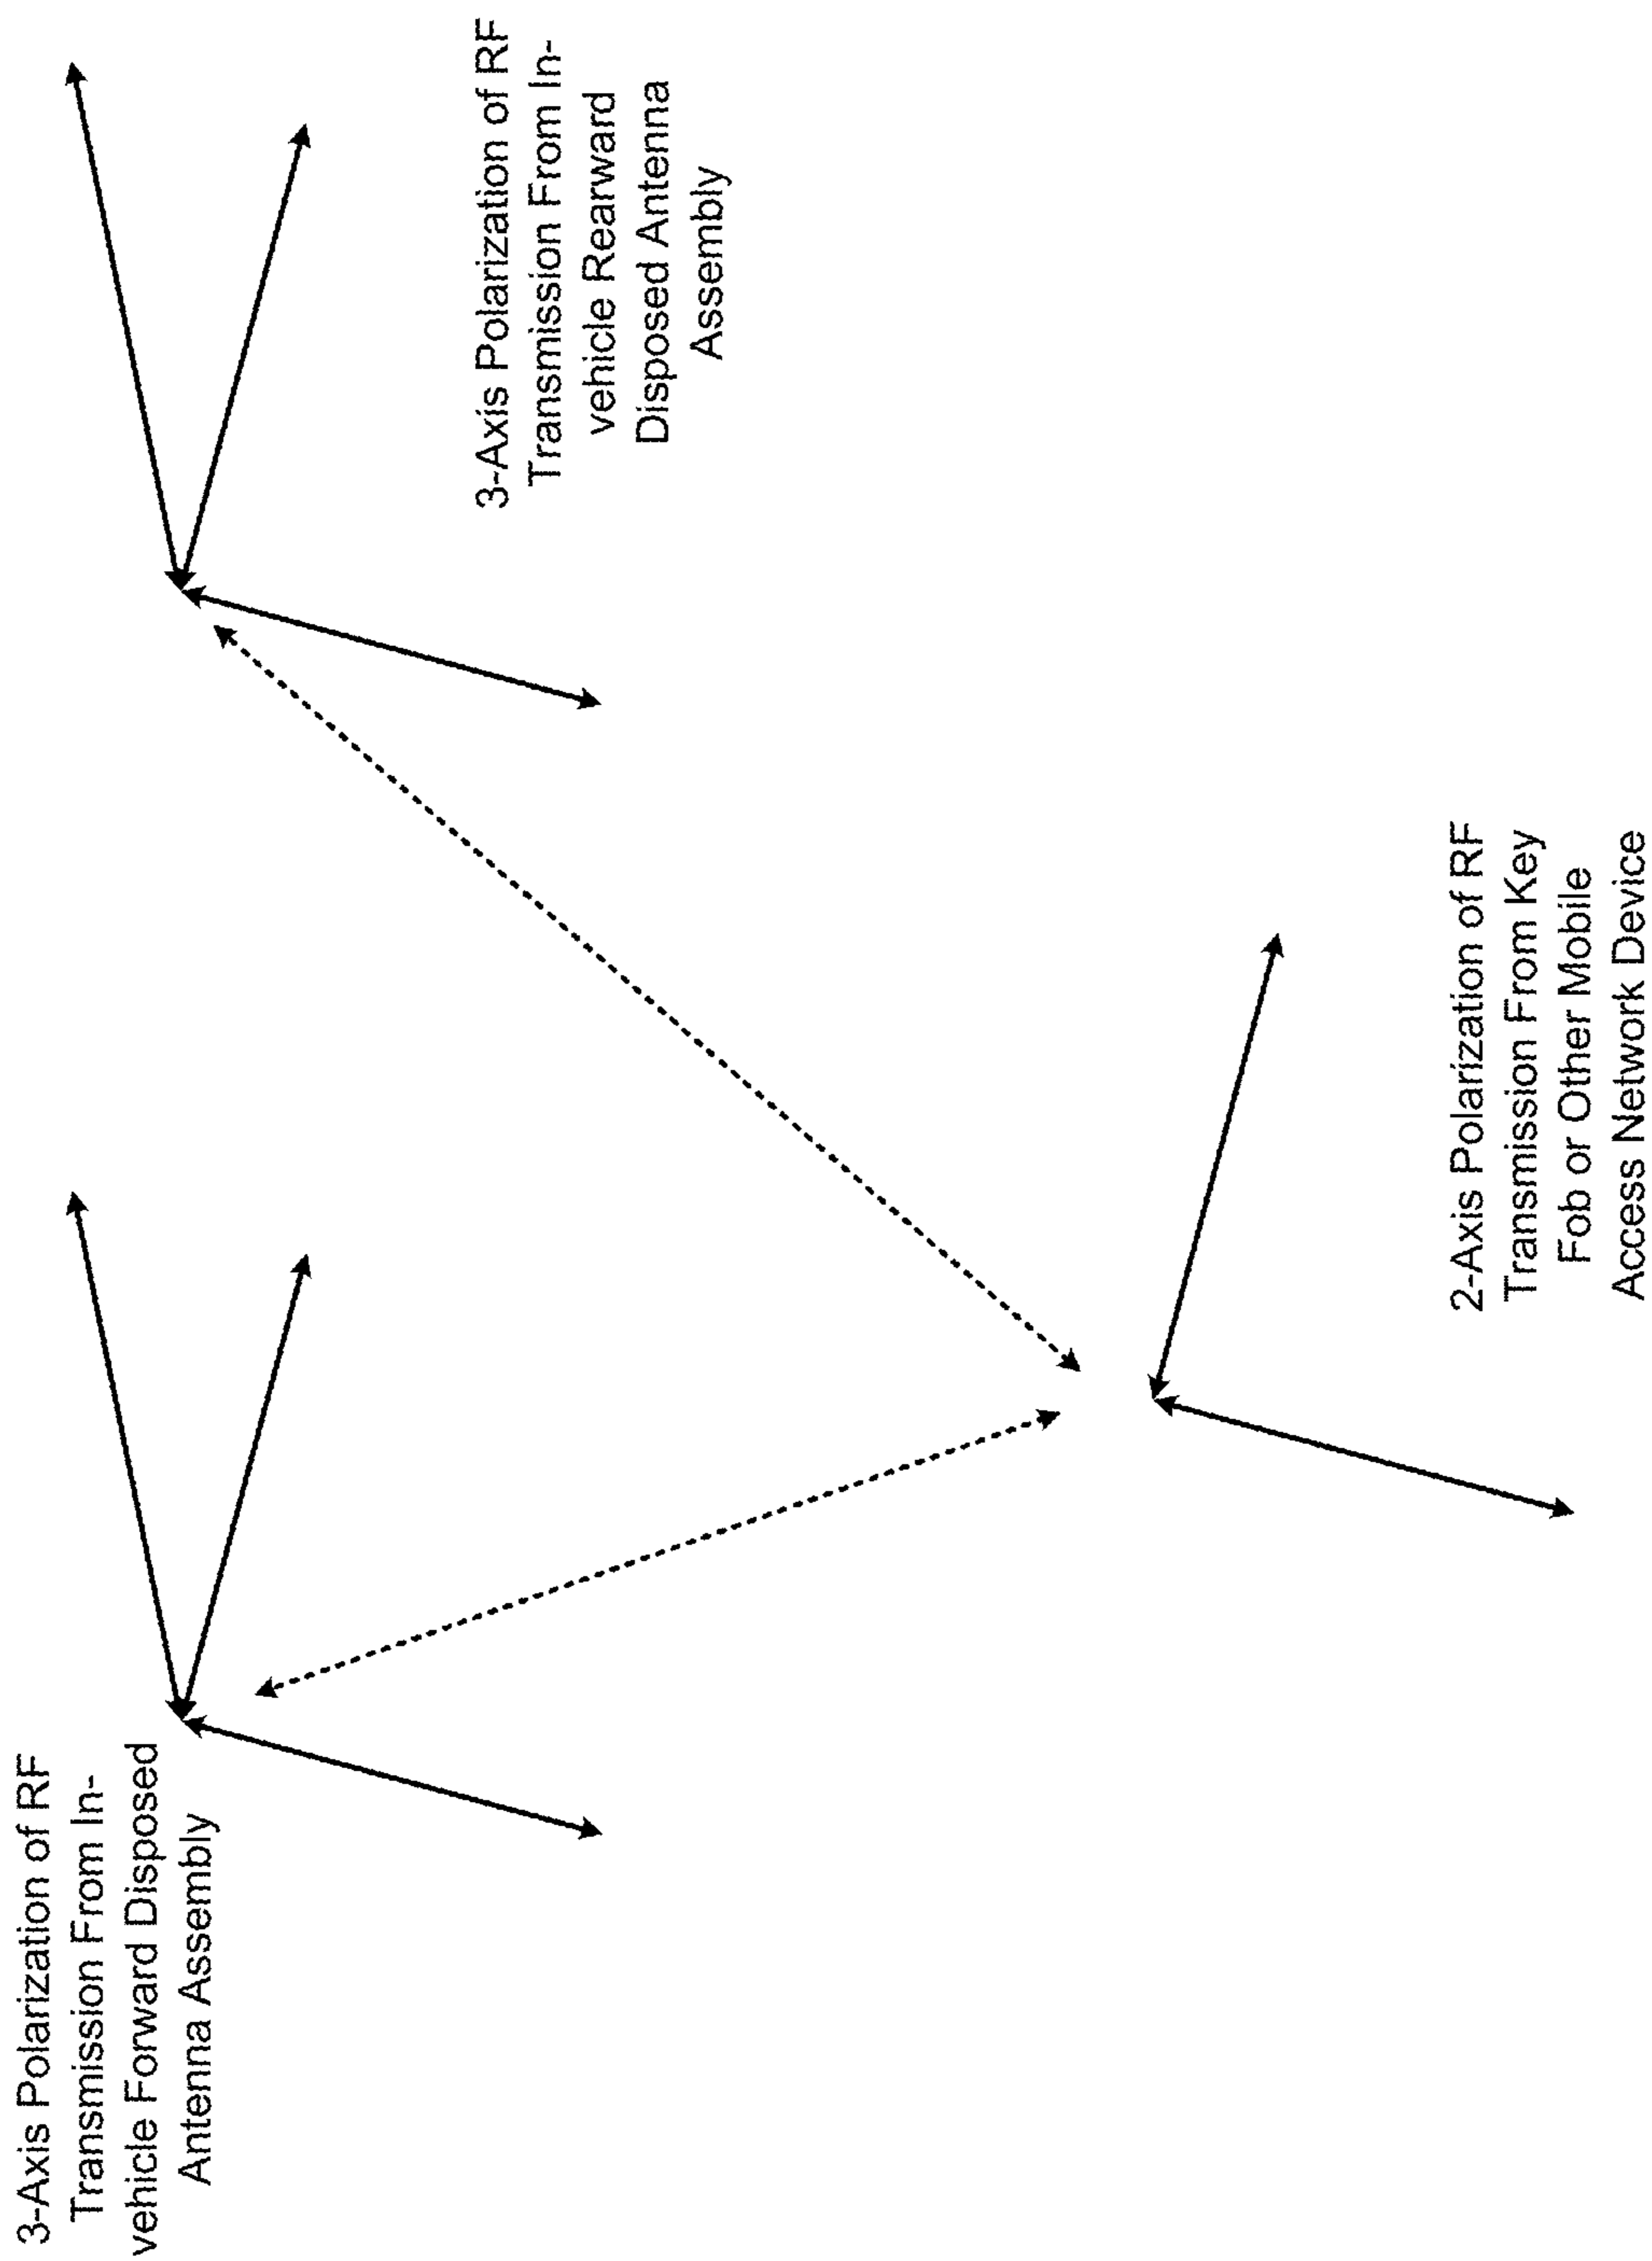 3-Axis Polarization of RF
Transmission From In-
vehicle Forward Disposed
Antenna Assembly
3-Axis Polarization of RF
Transmission From In-
vehicle Rearward
Disposed Antenna
Assembly
2-Axis Polarization of RF
Transmission From Key
Fob or Other Mobile
Access Network Device